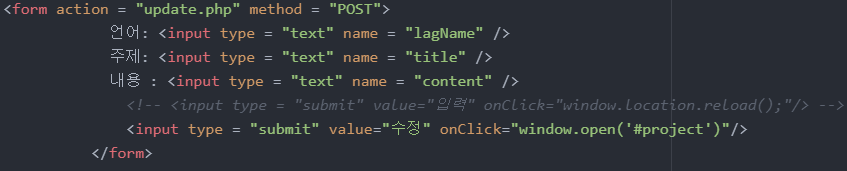 <form action = "update.php" method = "POST">
언어: <input type = "text" name = "lagName" />
주제: <input type = "text" name = "title" />
내용 : <input type = "text" name = "content" />
<!-- <input type = "submit" value="입력" onClick="window.location.reload();"/> -->
<input type = "submit" value="수정" onClick="window.open('#project')"/>
</form>